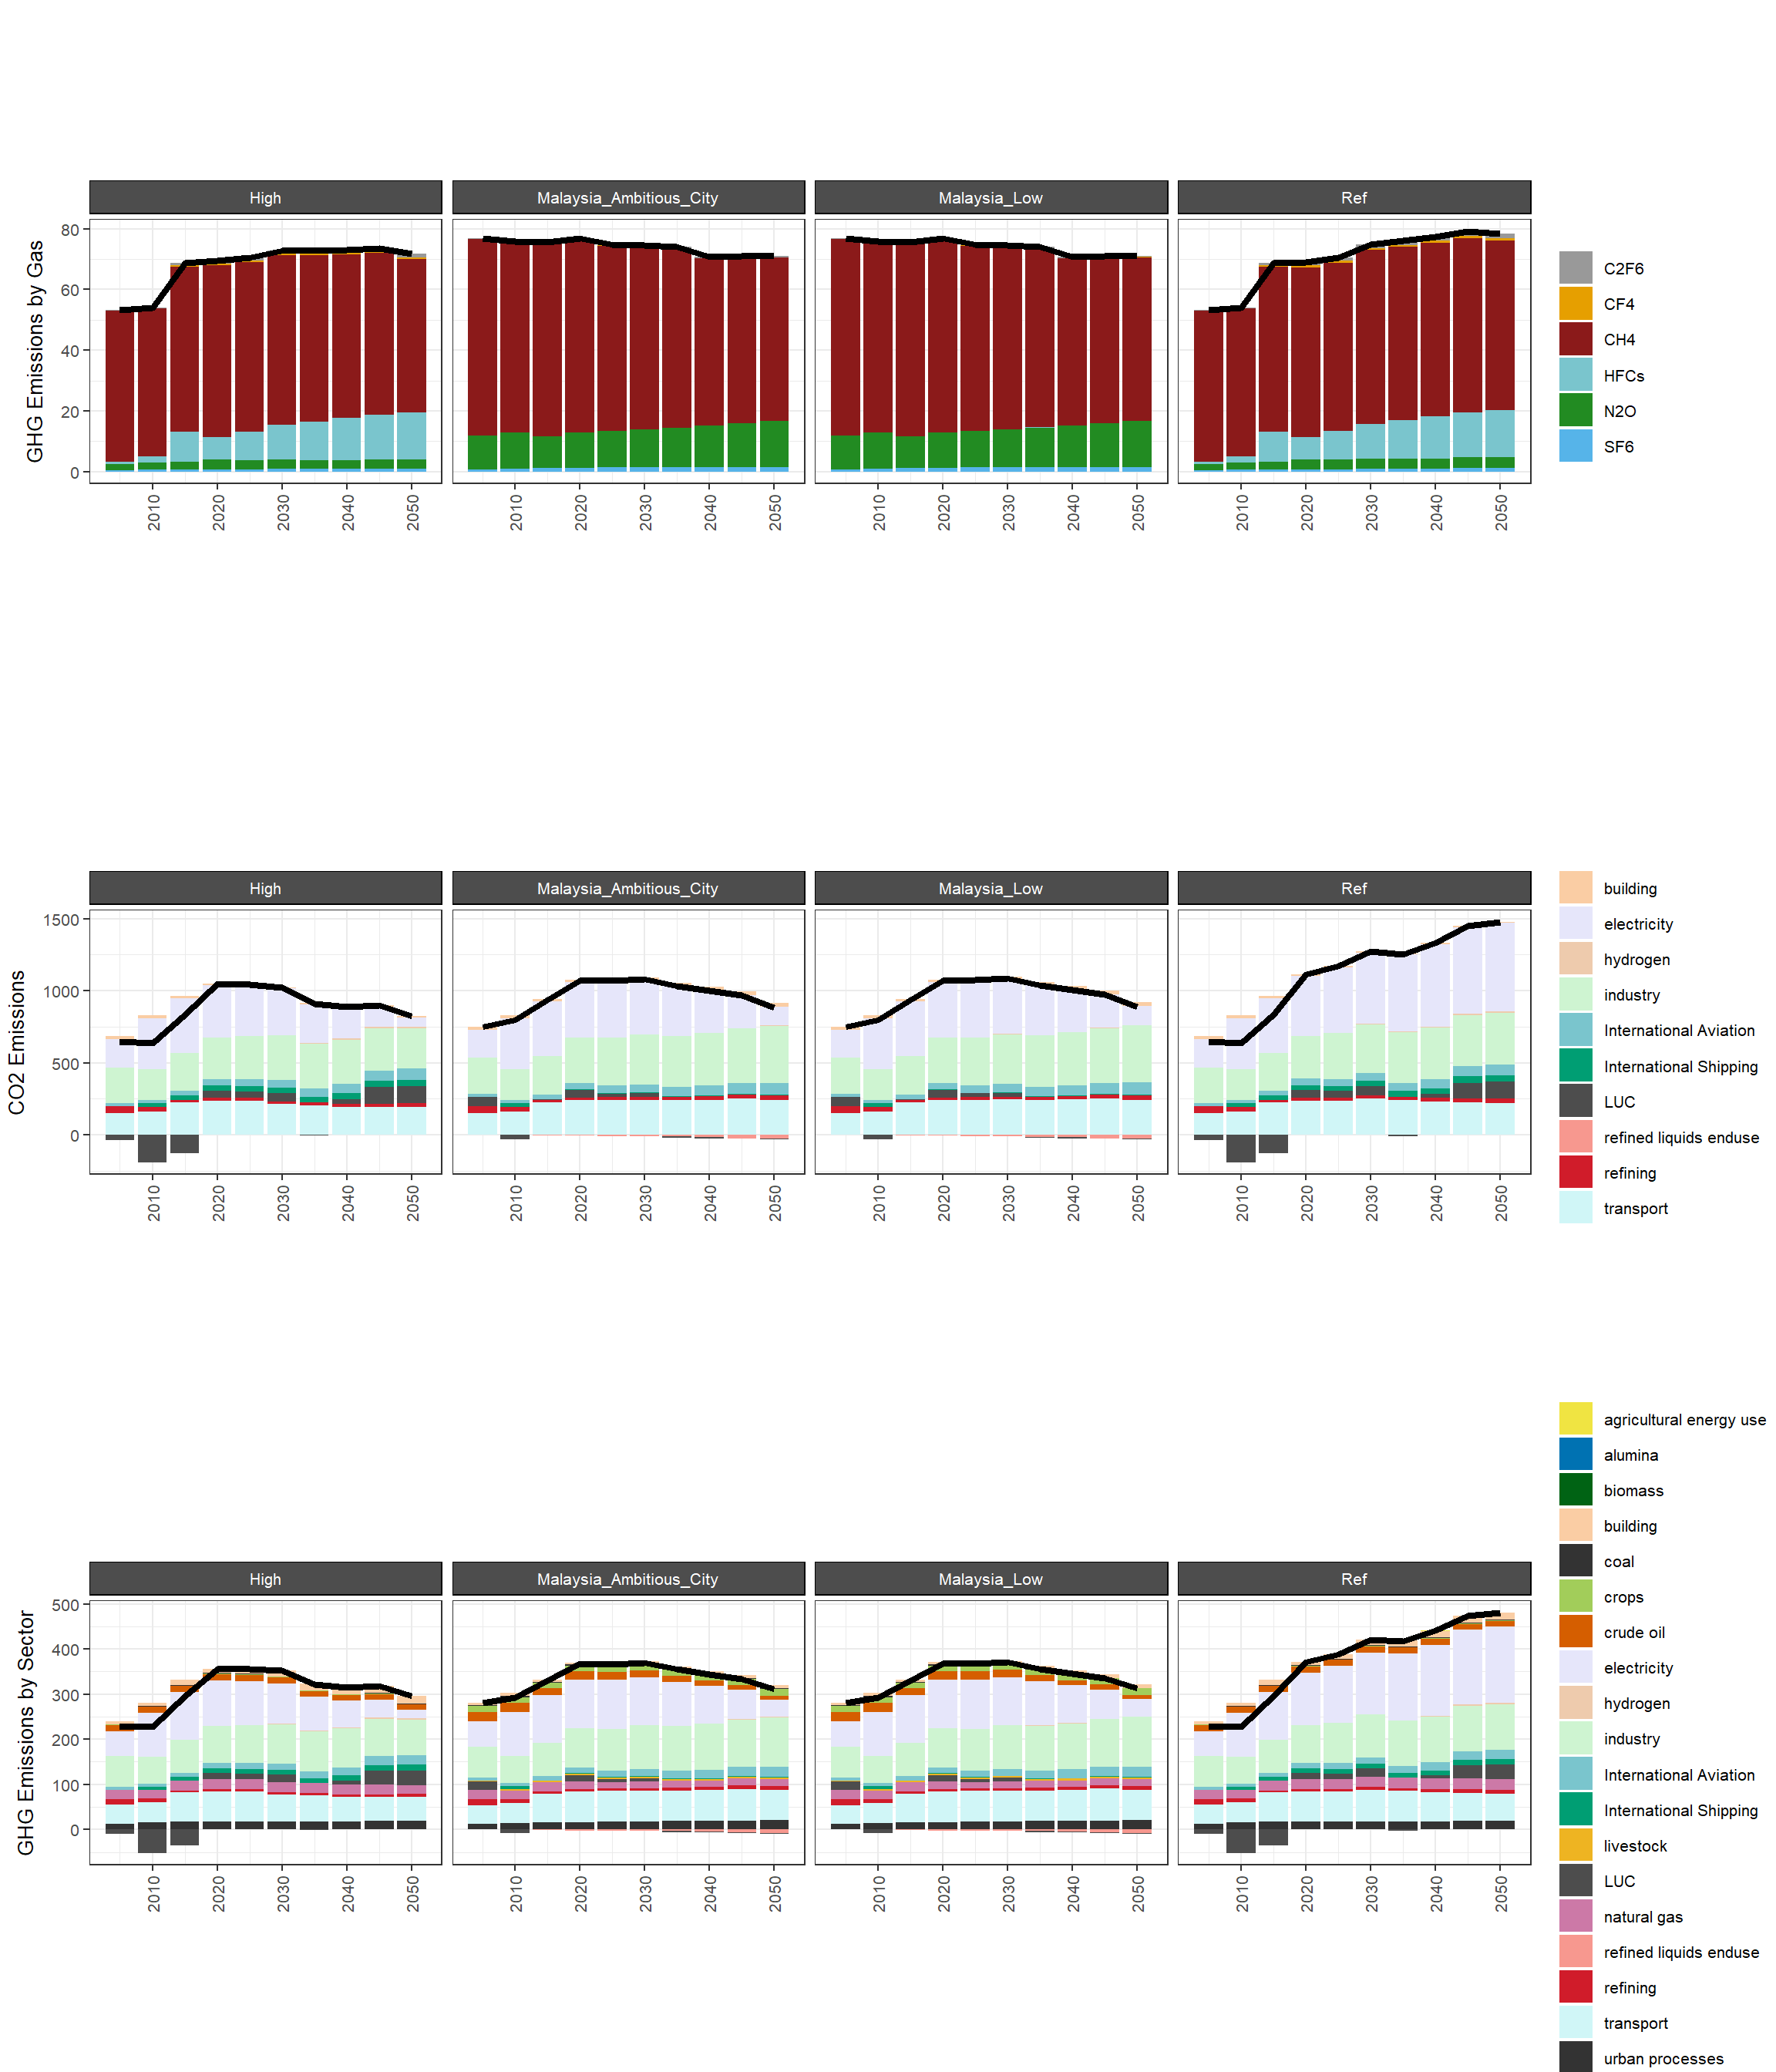 High Malaysia_Ambitious_City Malaysia_Low Ref
GHG Emissions by Gas
80
60
40
20
0
2010 2020 2030 2040 2050 2010 2020 2030 2040 2050 2010 2020 2030 2040 2050 2010 2020 2030 2040 2050
C2F6
CF4
CH4
HFCs
N2O
SF6
High Malaysia_Ambitious_City Malaysia_Low Ref
CO2 Emissions
1500
1000
500
0
2010 2020 2030 2040 2050 2010 2020 2030 2040 2050 2010 2020 2030 2040 2050 2010 2020 2030 2040 2050
building
electricity
hydrogen
industry
International Aviation
International Shipping
LUC
refined liquids enduse
refining
transport
High Malaysia_Ambitious_City Malaysia_Low Ref
GHG Emissions by Sector
500
400
300
200
100
0
2010 2020 2030 2040 2050 2010 2020 2030 2040 2050 2010 2020 2030 2040 2050 2010 2020 2030 2040 2050
agricultural energy use
alumina
biomass
building
coal
crops
crude oil
electricity
hydrogen
industry
International Aviation
International Shipping
livestock
LUC
natural gas
refined liquids enduse
refining
transport
urban processes